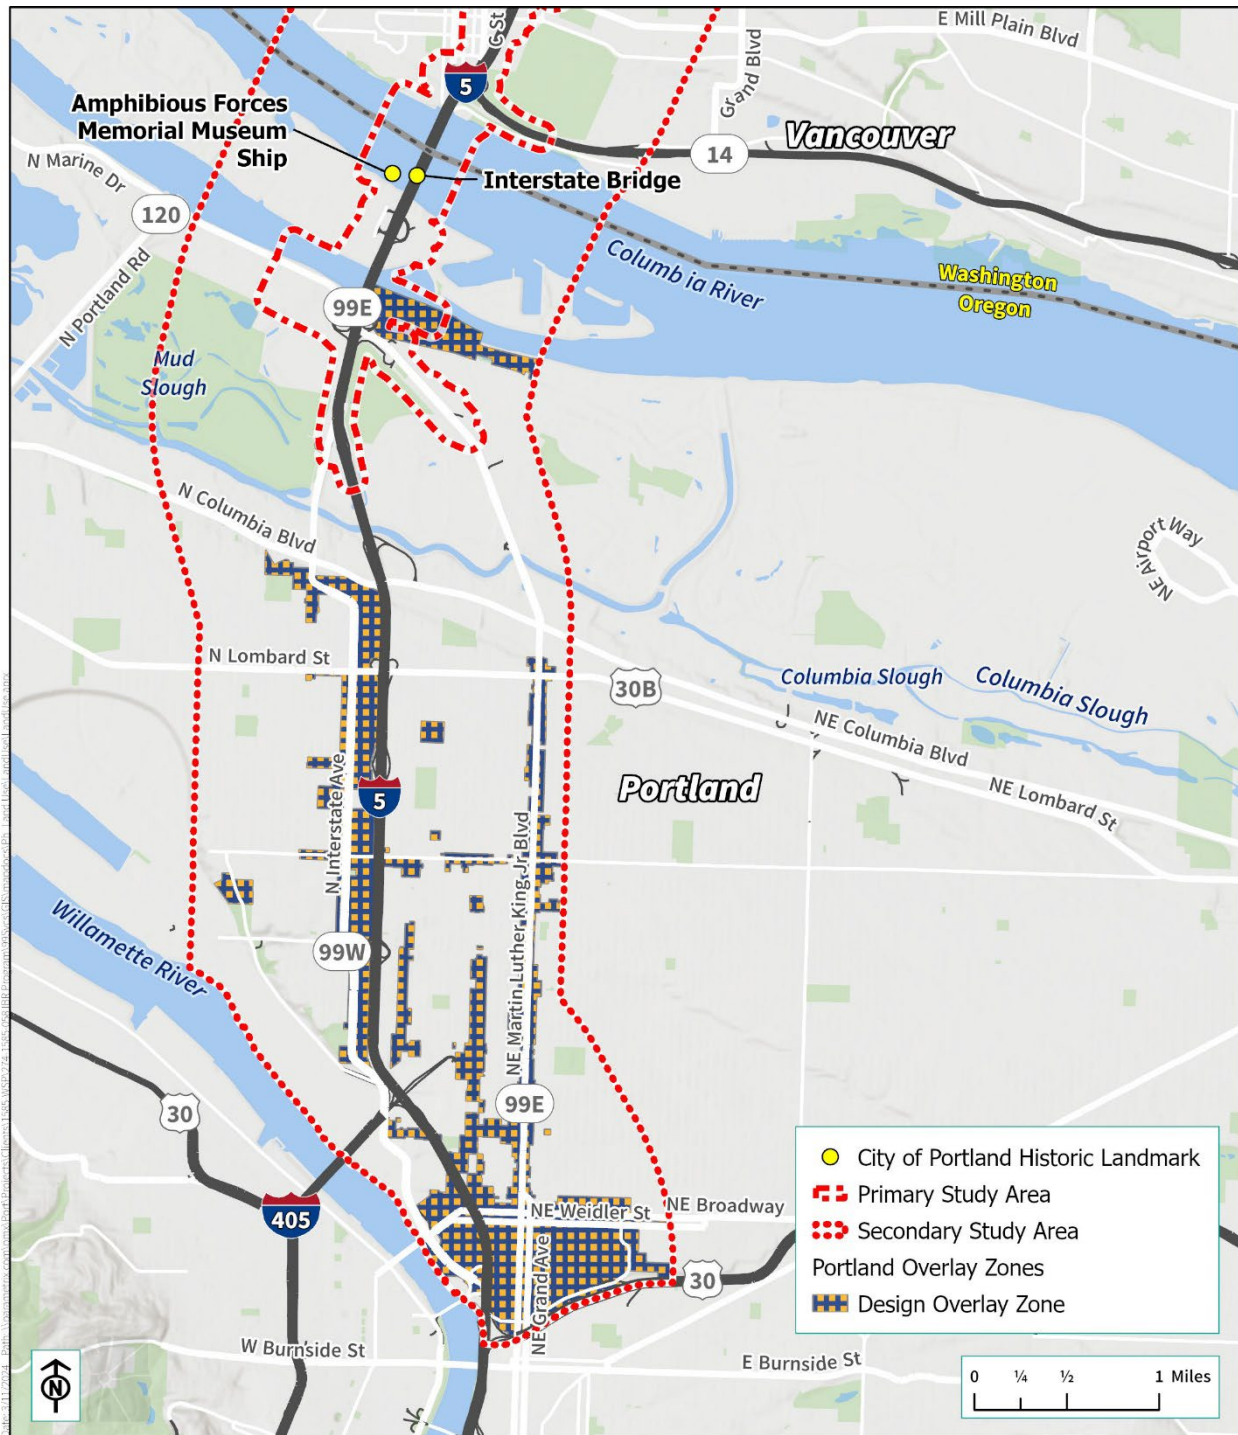 E Mill Plain Blvd
C St
Grand Blvd
5
Amphibious Forces
Memorial Museum
Ship
Vancouver
14
N Marine Dr
Interstate Bridge
120
Columbia River
Washington
Oregon
N Portland Rd
99E
Mud
Slough
N Columbia Blvd
NE Airport Way
N Lombard St
30B
Columbia Slough
Columbia Slough
NE Columbia Blvd
NE Lombard St
Portland
5
N Interstate Ave
NE Martin Luther King Jr Blvd
Willamette River
99W
99E
30
405
NE Weidler St
NE Broadway
NE Grand Ave
30
W Burnside St
E Burnside St
City of Portland Historic Landmark
Primary Study Area
Secondary Study Area
Portland Overlay Zones
Design Overlay Zone
0 ¼ ½ 1 Miles
N